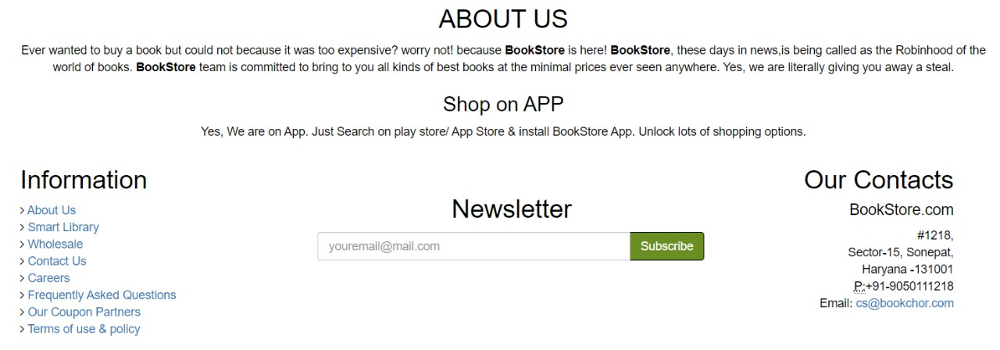 ABOUT US
Ever wanted to buy a book but could not because it was too expensive? worry not! because BookStore is here! BookStore, these days in news,is being called as the Robinhood of the
world of books. BookStore team is committed to bring to you all kinds of best books at the minimal prices ever seen anywhere. Yes, we are literally giving you away a steal.
Shop on APP
Yes, We are on App. Just Search on play store/ App Store & install BookStore App. Unlock lots of shopping options.
Information
> About Us
> Smart Library
> Wholesale
> Contact Us
> Careers
> Frequently Asked Questions
> Our Coupon Partners
> Terms of use & policy
Newsletter
youremail@mail.com Subscribe
Our Contacts
BookStore.com
#1218,
Sector-15, Sonepat,
Haryana -131001
P:+91-9050111218
Email: cs@bookchor.com